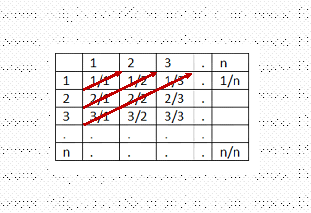 1 2 3 . n
1 1/1 1/2 1/3 . 1/n
2 2/1 2/2 2/3 .
3 3/1 3/2 3/3 .
. . . . .
n . . . . n/n